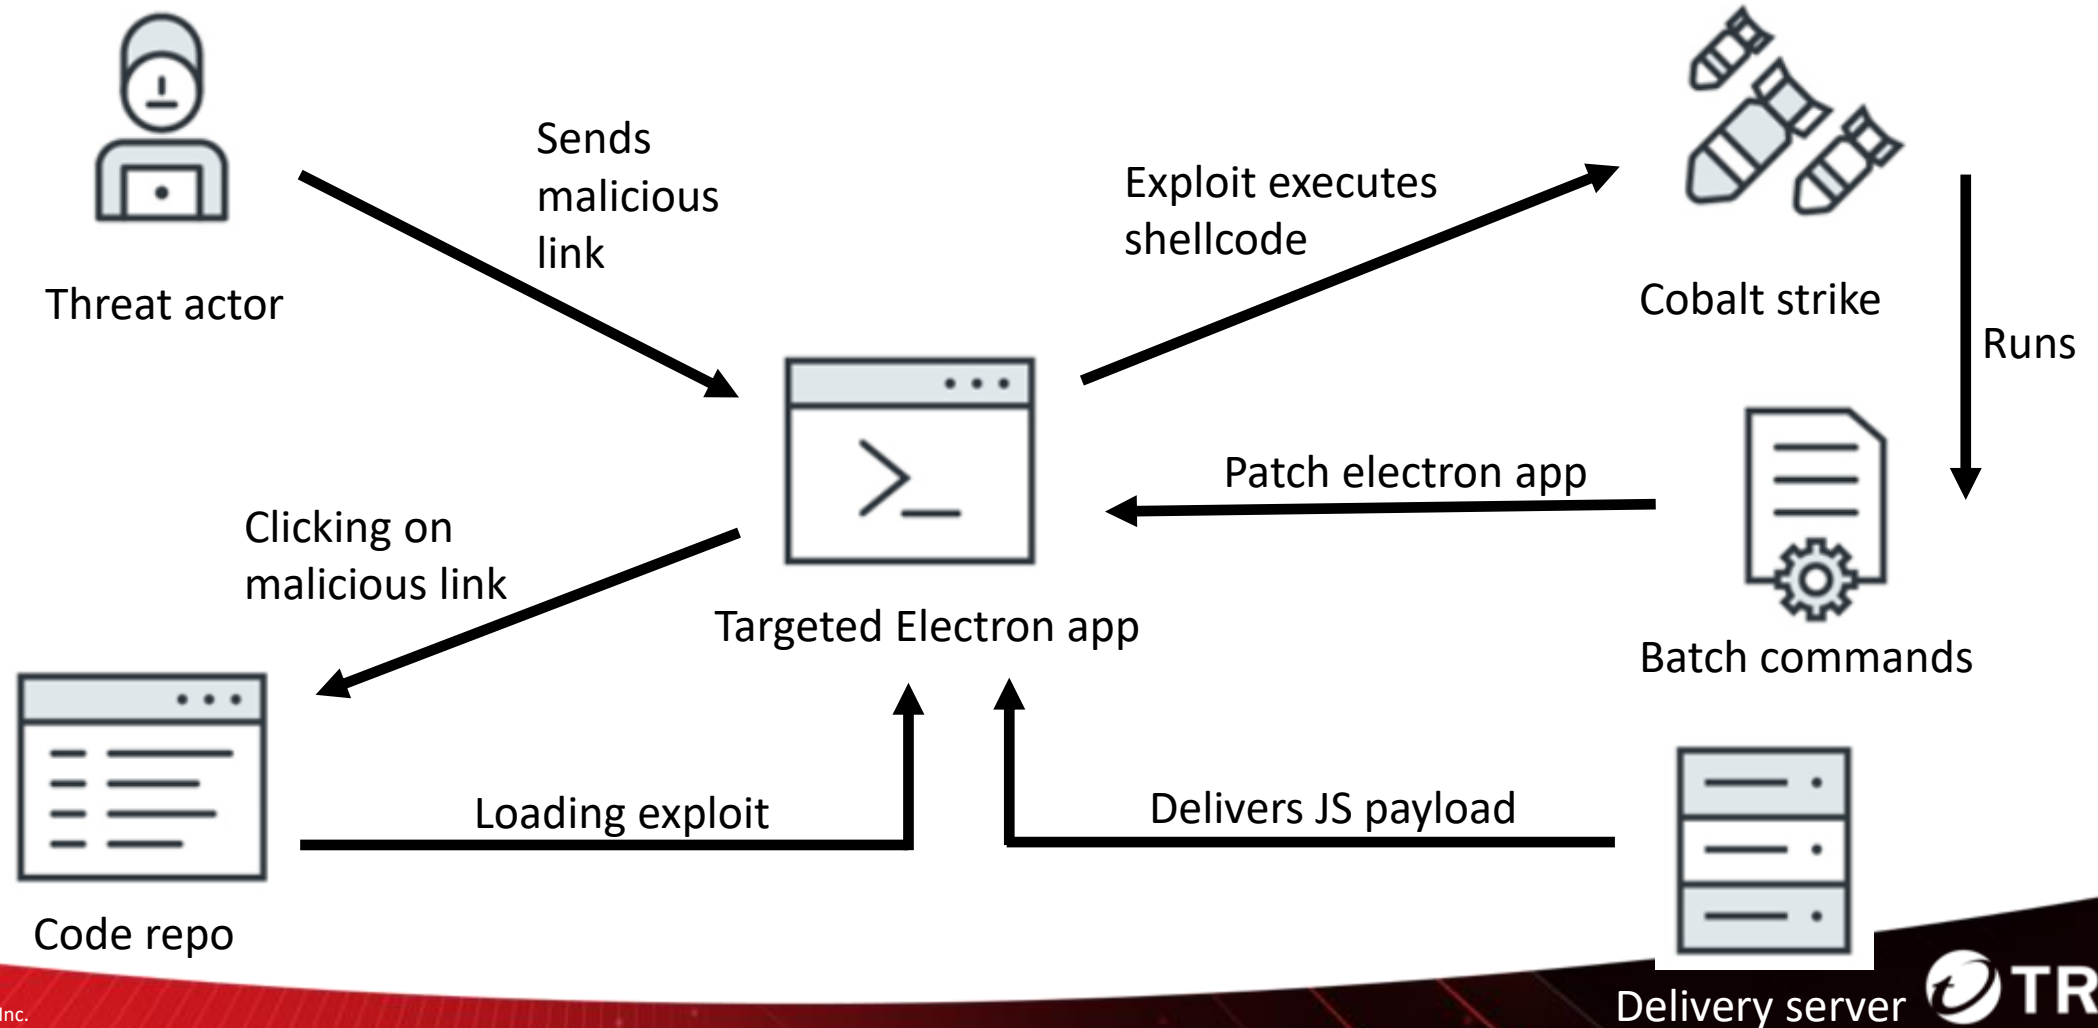 Sends
malicious
link
Exploit executes
shellcode
Threat actor
Cobalt strike
Runs
Patch electron app
Clicking on
malicious link
Targeted Electron app
Batch commands
Loading exploit
Delivers JS payload
Code repo
Delivery server
TR
Inc.